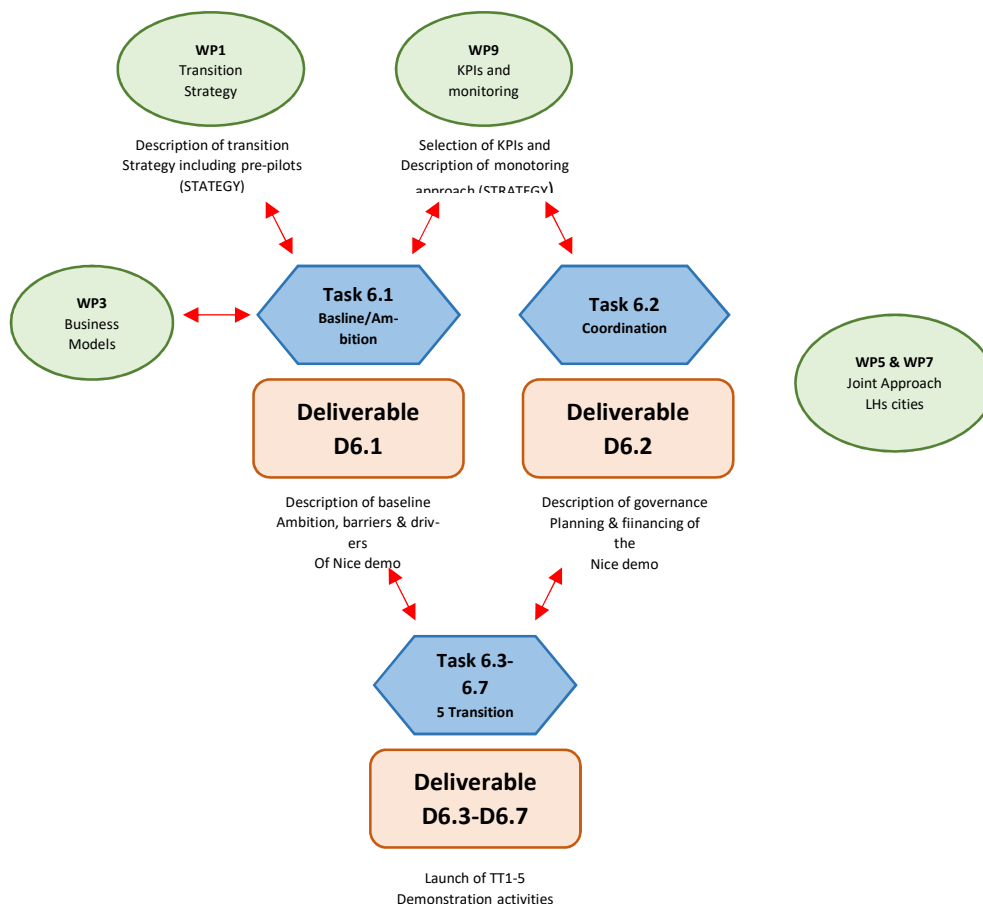 WP1
Transition
Strategy
WP9
KPIs and
monitoring
Description of transition
Strategy including pre-pilots
(STATEGY)
Selection of KPIs and
Description of monotoring
approach (STRATEGY)
WP3
Business
Models
Task 6.1
Basline/Am-
bition
Task 6.2
Coordination
WP5 & WP7
Joint Approach
LHs cities
Deliverable
D6.1
Deliverable
D6.2
Description of baseline
Ambition, barriers & driv-
ers
Of Nice demo
Description of governance
Planning & fiinancing of
the
Nice demo
Task 6.3-
6.7
5 Transition
Deliverable
D6.3-D6.7
Launch of TT1-5
Demonstration activities